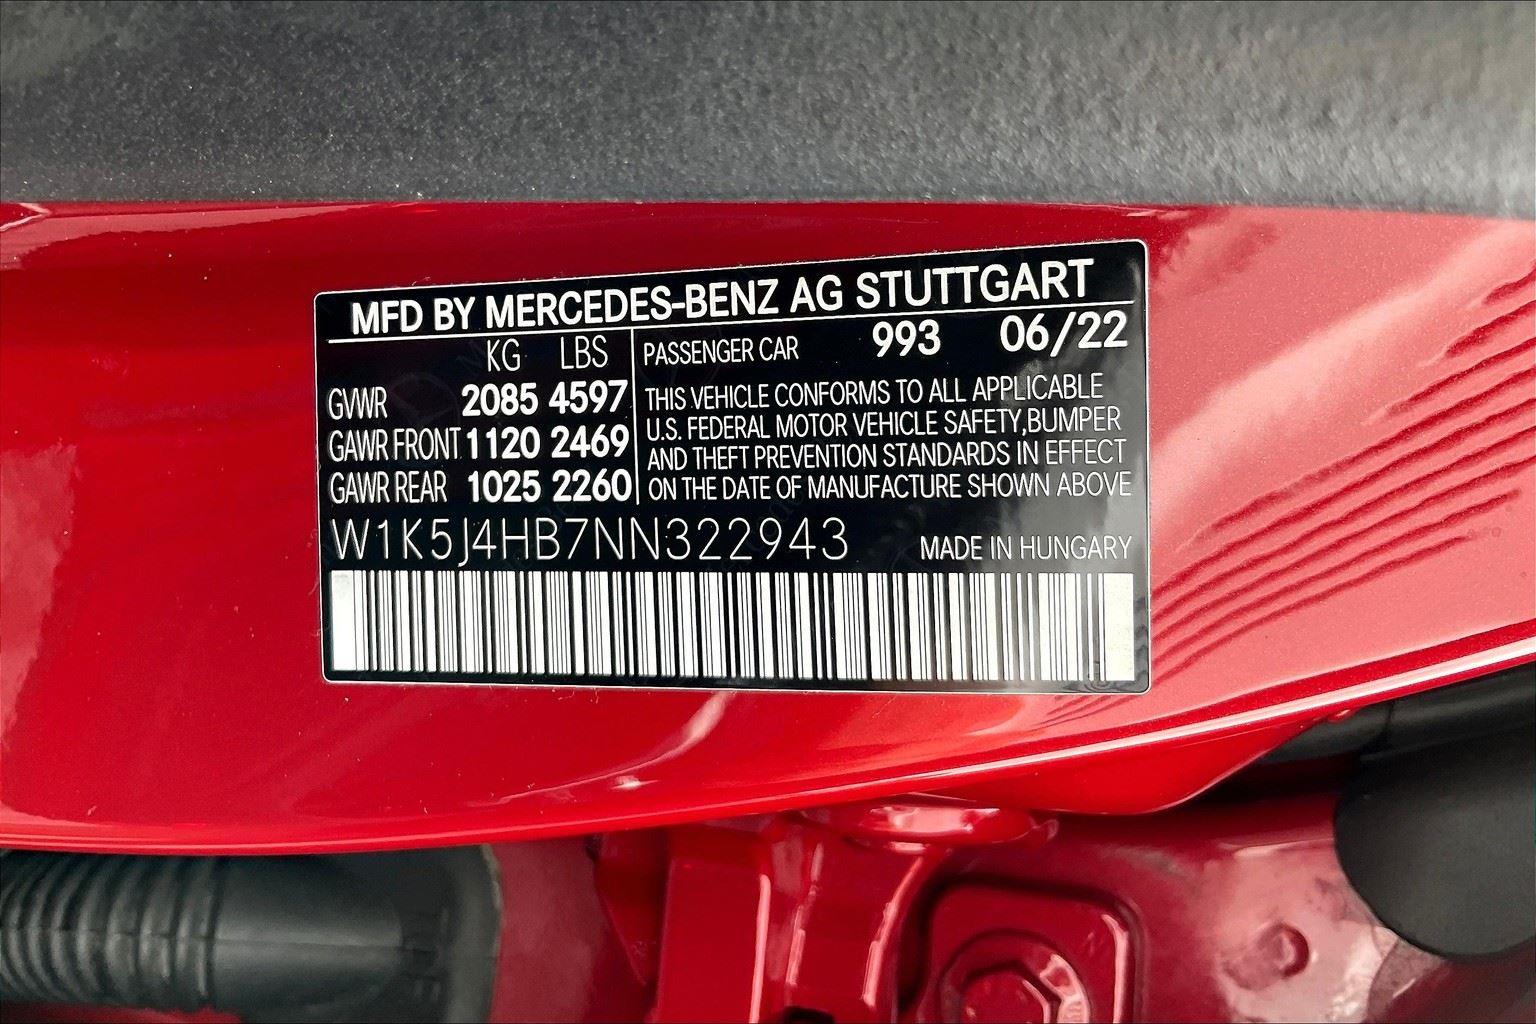 MFD BY MERCEDES-BENZ AG STUTTGART
KG LBS
GVWR 2085 4597
GAWR FRONT 1120 2469
GAWR REAR 1025 2260
PASSENGER CAR 993 06/22
THIS VEHICLE CONFORMS TO ALL APPLICABLE
U.S. FEDERAL MOTOR VEHICLE SAFETY,BUMPER
AND THEFT PREVENTION STANDARDS IN EFFECT
ON THE DATE OF MANUFACTURE SHOWN ABOVE
W1K5J4HB7NN322943
MADE IN HUNGARY